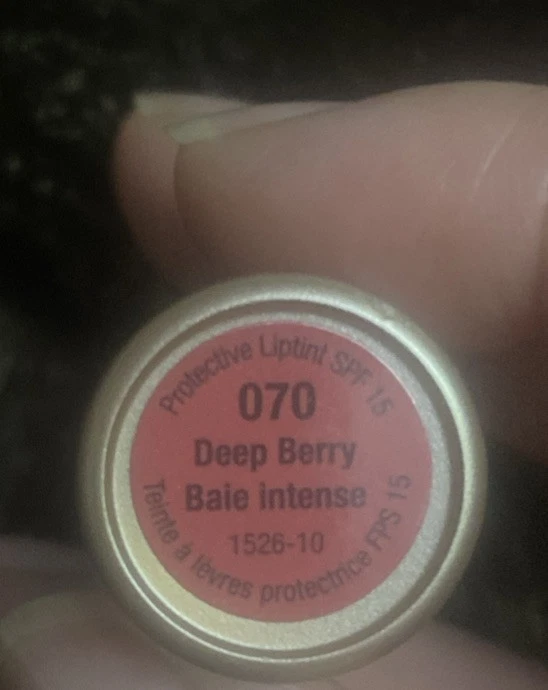 Protective Liptint SPF 15
070
Deep Berry
Baie intense
1526-10
Teinte à lèvres protectrice FPS 15